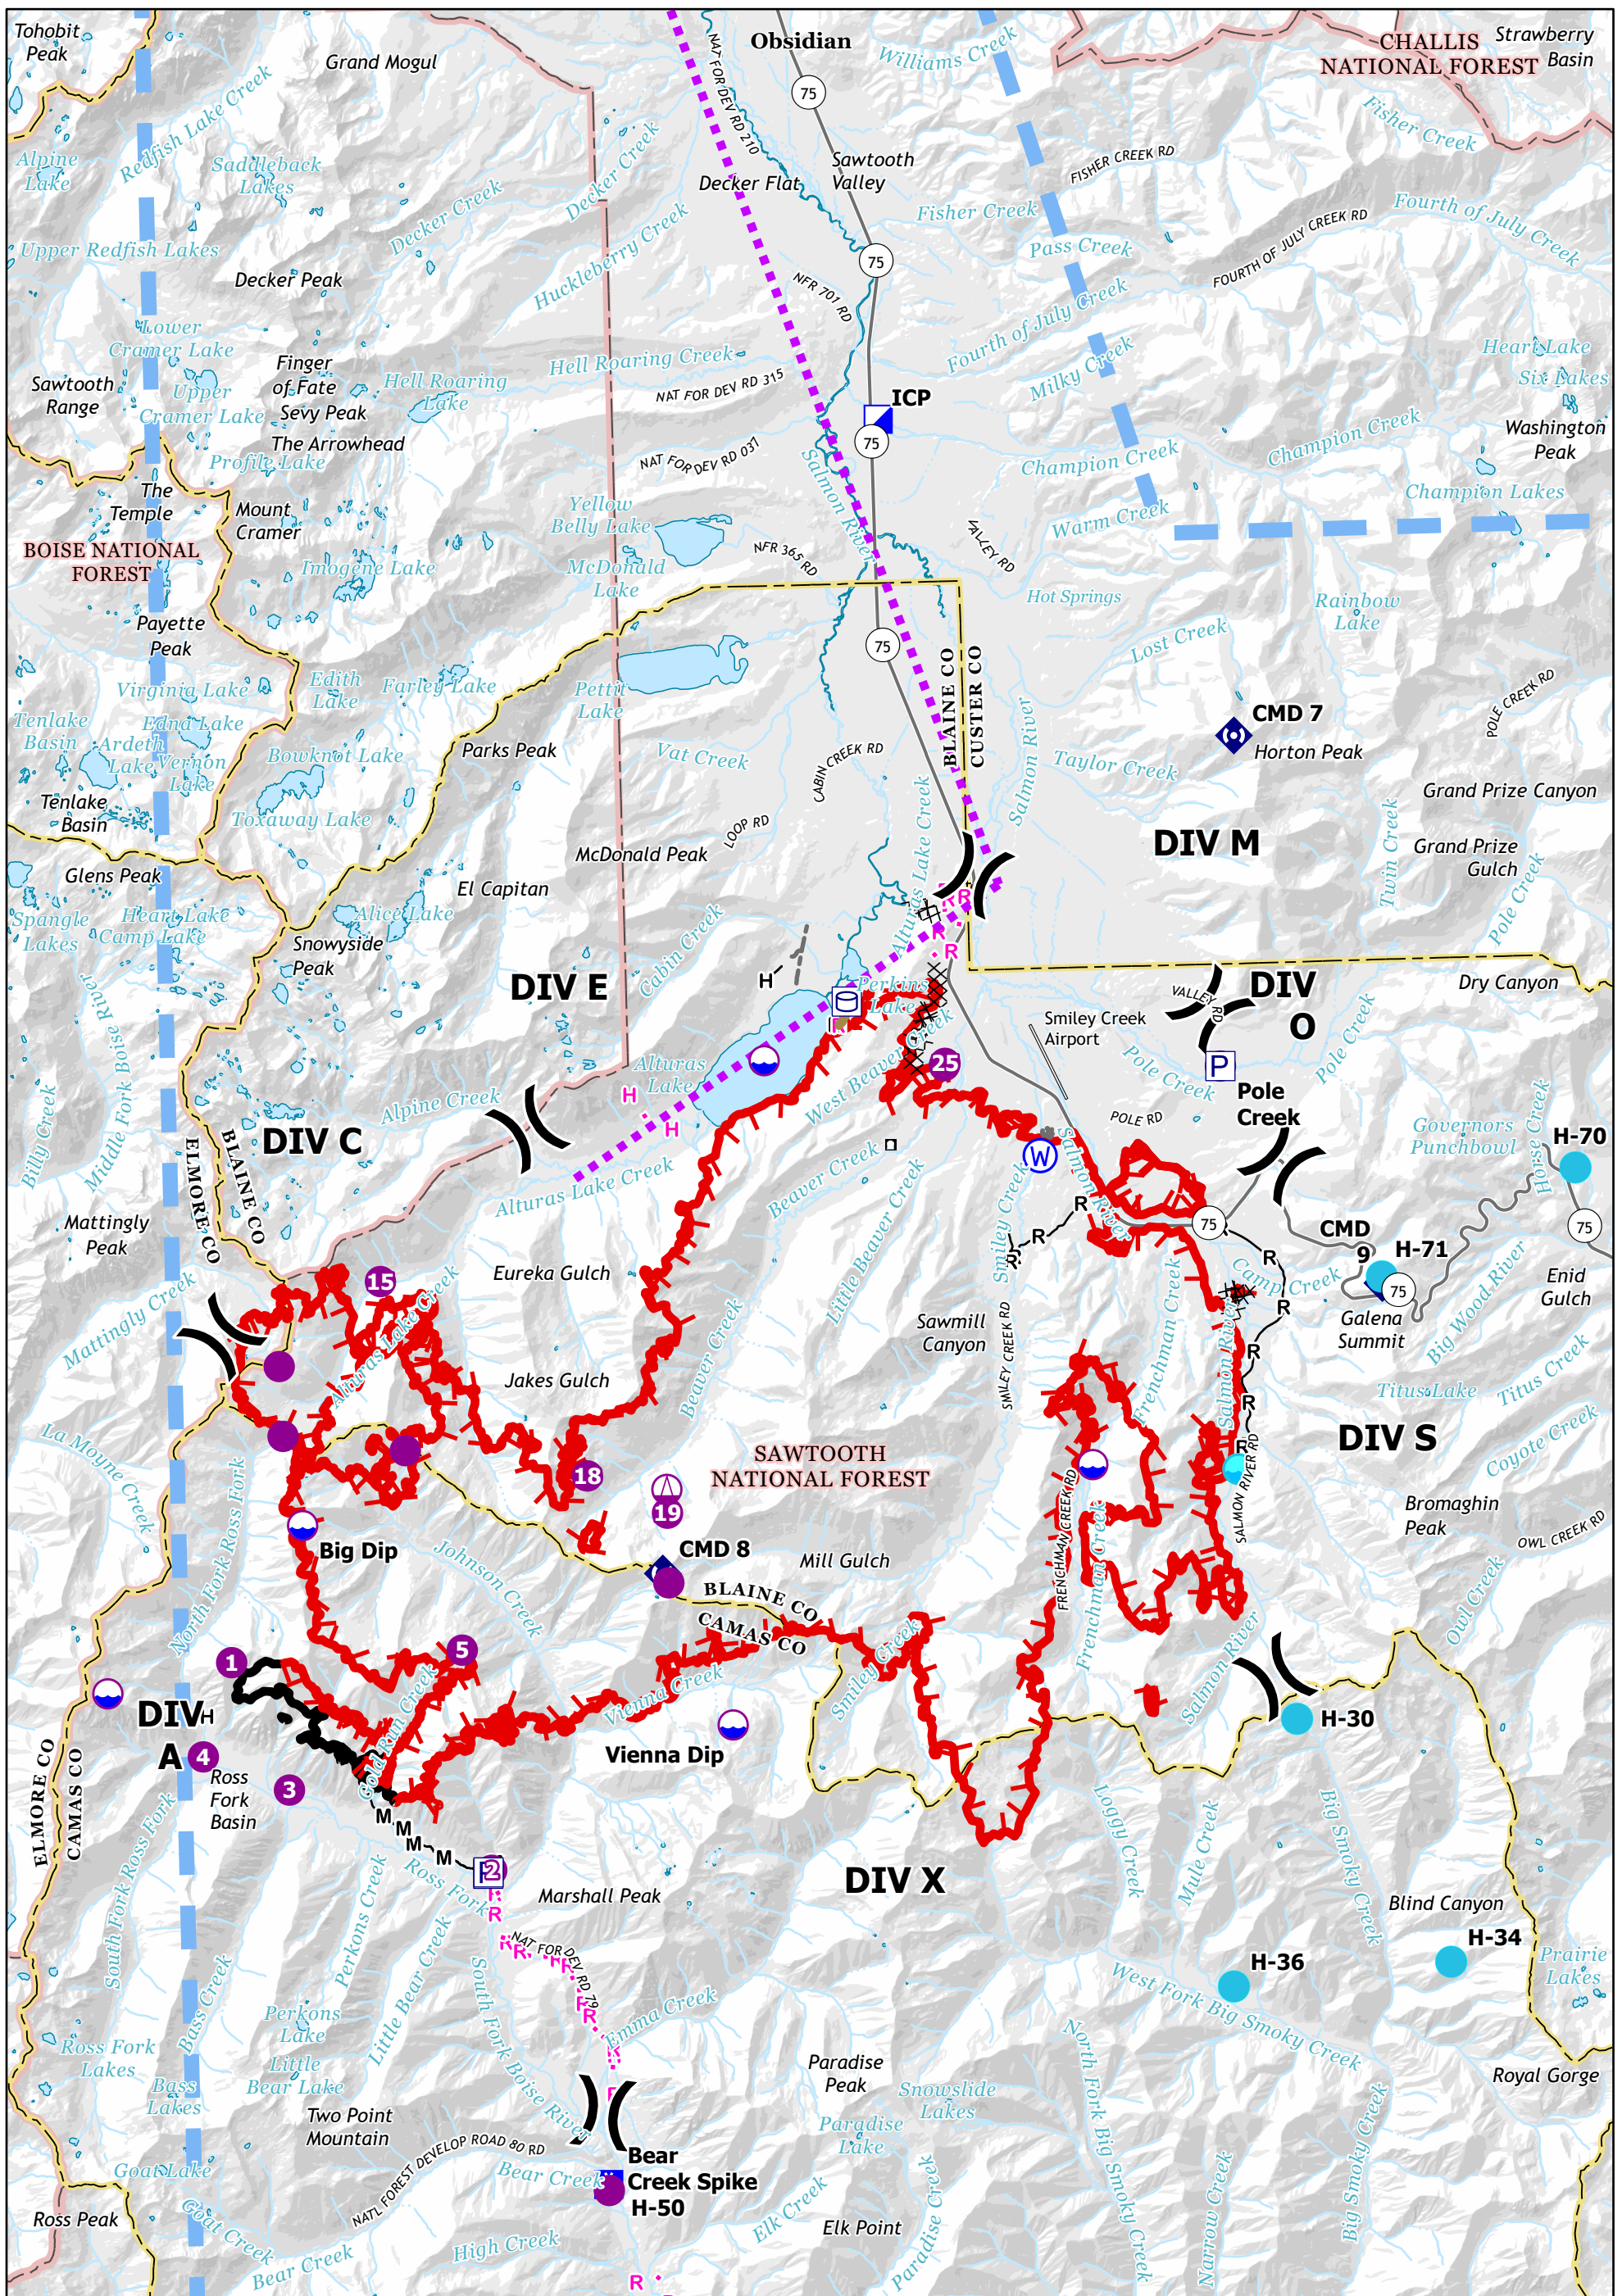 Tohobit
Peak
Grand Mogul
Obsidian
Williams Creek
CHALLIS
NATIONAL FOREST
Strawberry
Basin
75
NAT FOR DEV RD 210
Redfish Lake Creek
Alpine
Lake
Saddleback
Lakes
Decker Creek
Decker Creek
Decker Flat
Sawtooth
Valley
FISHER CREEK RD
Fisher Creek
Fisher Creek
Huckleberry Creek
Pass Creek
FOURTH OF JULY CREEK RD
Fourth of July Creek
Upper Redfish Lakes
Decker Peak
75
NFR 701 RD
Fourth of July Creek
Lower
Cramer Lake
Finger
of Fate
Sevy Peak
Hell Roaring Creek
Hell Roaring
Lake
NAT FOR DEV RD 315
Milky Creek
Heart Lake
Six Lakes
Sawtooth
Range
Upper
Cramer Lake
The Arrowhead
ICP
75
Washington
Peak
Profile Lake
NAT FOR DEV RD 037
Champion Creek
Champion Creek
The
Temple
Mount
Cramer
Yellow
Belly Lake
Salmon River
Warm Creek
Champion Lakes
BOISE NATIONAL
FOREST
Imogene Lake
McDonald
Lake
NFR 365 RD
VALLEY RD
Hot Springs
Rainbow
Lake
Payette
Peak
75
Lost Creek
Virginia Lake
Edith
Lake
Farley Lake
Pettit
Lake
BLAINE CO
CUSTER CO
POLE CREEK RD
Tenlake
Basin
Edna Lake
Ardeth
Lake
Vernon
Lake
Bowknot Lake
Parks Peak
Vat Creek
CABIN CREEK RD
Salmon River
Taylor Creek
CMD 7
Horton Peak
Tenlake
Basin
Toxaway Lake
LOOP RD
Grand Prize Canyon
McDonald Peak
Alturas Lake Creek
DIV M
Twin Creek
Grand Prize
Gulch
Glens Peak
El Capitan
Pole Creek
Spangle
Lakes
Heart Lake
Camp Lake
Alice Lake
Snowyside
Peak
Cabin Creek
R
R
R
R
DIV E
H
Perkins
Lake
R
VALLEY RD
DIV
O
Dry Canyon
Middle Fork Boise River
Smiley Creek
Airport
P
Pole
Creek
Pole Creek
Pole Creek
POLE RD
Alturas
Lake
25
West Beaver Creek
Billy Creek
Alpine Creek
H
H
DIV C
ELMORE CO
BLAINE CO
Alturas Lake Creek
Beaver Creek
W
Salmon River
Governors
Punchbowl
Horse Creek
H-70
Mattingly
Peak
Little Beaver Creek
Smiley Creek
R
R
R
75
R
R
CMD
9
H-71
75
75
Enid
Gulch
Galena
Summit
Big Wood River
Camp Creek
Mattingly Creek
15
Eureka Gulch
Alturas Lake Creek
Jakes Gulch
Beaver Creek
Sawmill
Canyon
SMILEY CREEK RD
Frenchman Creek
Salmon River
R
R
R
Titus Lake
Titus Creek
La Moyne Creek
North Fork Ross Fork
SAWTOOTH
NATIONAL FOREST
DIV S
Coyote Creek
18
19
SALMON RIVER RD
Bromaghin
Peak
OWL CREEK RD
Big Dip
Johnson Creek
CMD 8
Mill Gulch
FRENCHMAN CREEK RD
Frenchman Creek
BLAINE CO
CAMAS CO
Owl Creek
1
5
Smiley Creek
Salmon River
Vienna Creek
DIV
H
A
4
3
Ross
Fork
Basin
Cold Run Creek
Vienna Dip
H-30
ELMORE CO
CAMAS CO
M
M
M
M
South Fork Ross Fork
Perkons Creek
Ross Fork
2
R
R
Marshall Peak
DIV X
Loggy Creek
Mule Creek
Big Smoky Creek
Blind Canyon
H-34
R
R
R
R
NAT FOR DEV RD 79
H-36
Prairie
Lakes
Bass Creek
Little Bear Creek
South Fork Boise River
R
R
Emma Creek
West Fork Big Smoky Creek
Perkons
Lake
Ross Fork
Lakes
Little
Bear Lake
R
R
Paradise
Peak
Snowslide
Lakes
Royal Gorge
Bass
Lakes
Two Point
Mountain
Paradise
Lake
North Fork Big Smoky Creek
Big Smoky Creek
Goat Lake
NATL FOREST DEVELOP ROAD 80 RD
Bear Creek
Bear
Creek Spike
H-50
Ross Peak
Goat Creek
Bear Creek
High Creek
Elk Creek
Elk Point
Paradise Creek
Narrow Creek
R